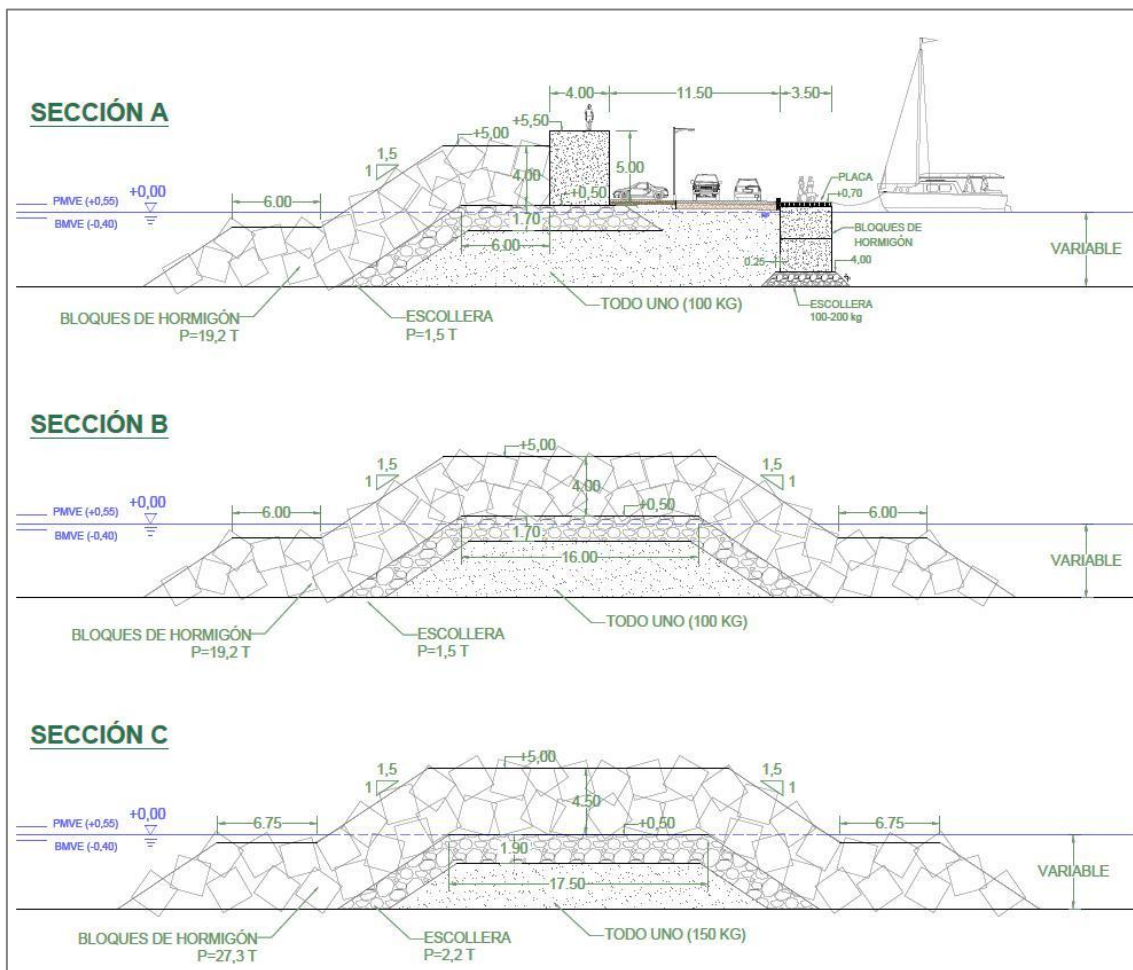 SECCIÓN A
4.00
11.50
3.50
+5,50
+5,00
1,5
1
4.00
5.00
PLACA
+0,70
PMVE (+0,55)
+0,00
BMVE (-0,40)
6.00
+0,50
1.70
6.00
BLOQUES DE
HORMIGÓN
VARIABLE
0.25
4,00
BLOQUES DE HORMIGÓN
P=19,2 T
ESCOLLERA
P=1,5 T
TODO UNO (100 KG)
ESCOLLERA
100-200 kg
SECCIÓN B
+5,00
1,5
1
1,5
1
4.00
PMVE (+0,55)
+0,00
BMVE (-0,40)
6.00
+0,50
6.00
1.70
16.00
VARIABLE
BLOQUES DE HORMIGÓN
P=19,2 T
ESCOLLERA
P=1,5 T
TODO UNO (100 KG)
SECCIÓN C
+5,00
1,5
1
1,5
1
4.50
PMVE (+0,55)
+0,00
BMVE (-0,40)
6.75
+0,50
6.75
1.90
17.50
VARIABLE
BLOQUES DE HORMIGÓN
P=27,3 T
ESCOLLERA
P=2,2 T
TODO UNO (150 KG)